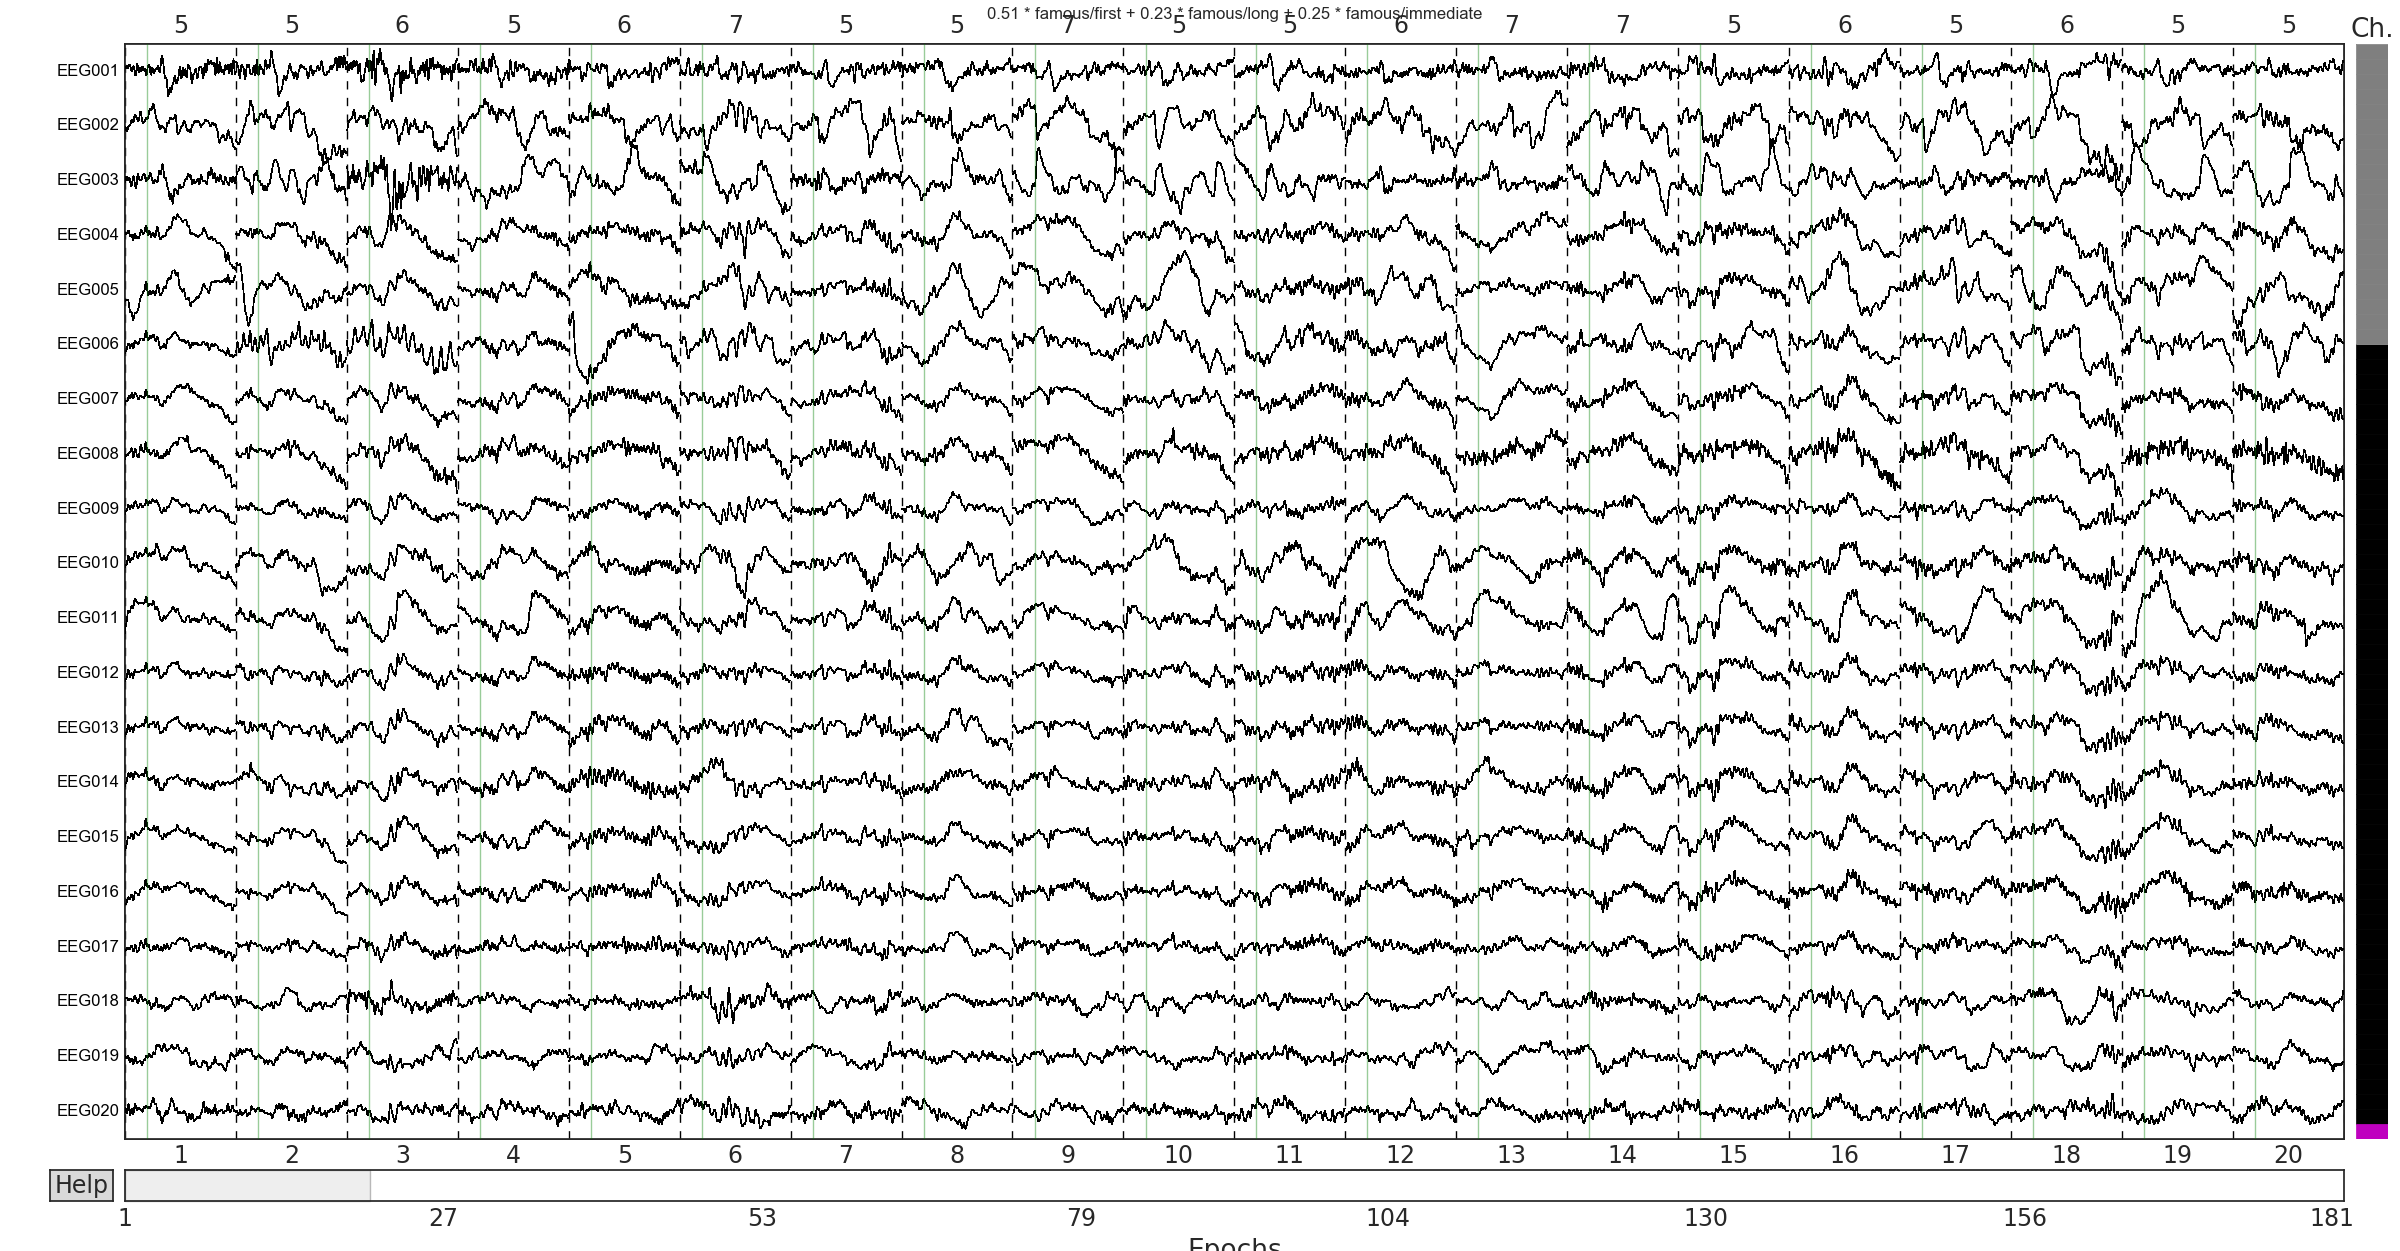 0.51 * famous/first + 0.23 * famous/long + 0.25 * famous/immediate
5 5 6 5 6 7 5 5 7 5 5 6 7 7 5 6 5 6 5 5 Ch.
EEG001
EEG002
EEG003
EEG004
EEG005
EEG006
EEG007
EEG008
EEG009
EEG010
EEG011
EEG012
EEG013
EEG014
EEG015
EEG016
EEG017
EEG018
EEG019
EEG020
1 2 3 4 5 6 7 8 9 10 11 12 13 14 15 16 17 18 19 20
Help
1 27 53 79 104 130 156 181
Epochs